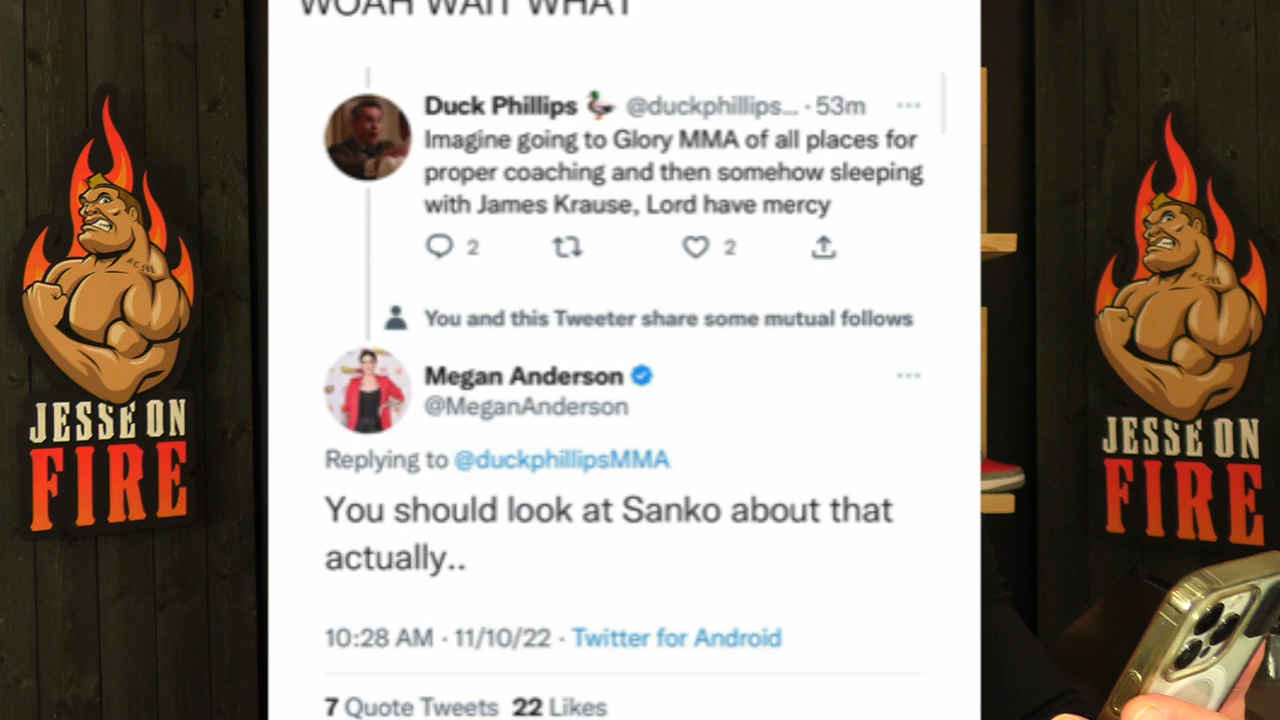 WOAH WAIT WHAT
Duck Phillips 🦆 @duckphillips... · 53m
Imagine going to Glory MMA of all places for
proper coaching and then somehow sleeping
with James Krause, Lord have mercy
2
2
You and this Tweeter share some mutual follows
Megan Anderson
@MeganAnderson
Replying to @duckphillipsMMA
You should look at Sanko about that
actually..
10:28 AM · 11/10/22 · Twitter for Android
7 Quote Tweets 22 Likes
JESSE ON
FIRE
JESSE ON
FIRE